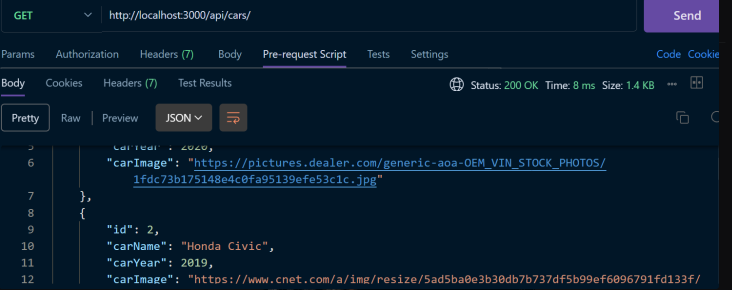 GET http://localhost:3000/api/cars/ Send
Params Authorization Headers (7) Body Pre-request Script Tests Settings Code Cookie
Body Cookies Headers (7) Test Results Status: 200 OK Time: 8 ms Size: 1.4 KB
Pretty Raw Preview JSON
5 "carYear": 2020,
6 "carImage": "https://pictures.dealer.com/generic-aoa-OEM_VIN_STOCK_PHOTOS/
1fdc73b175148e4c0fa95139efe53c1c.jpg"
7 },
8 {
9 "id": 2,
10 "carName": "Honda Civic",
11 "carYear": 2019,
12 "carImage": "https://www.cnet.com/a/img/resize/5ad5ba0e3b30db7b737df5b99ef6096791fd133f/